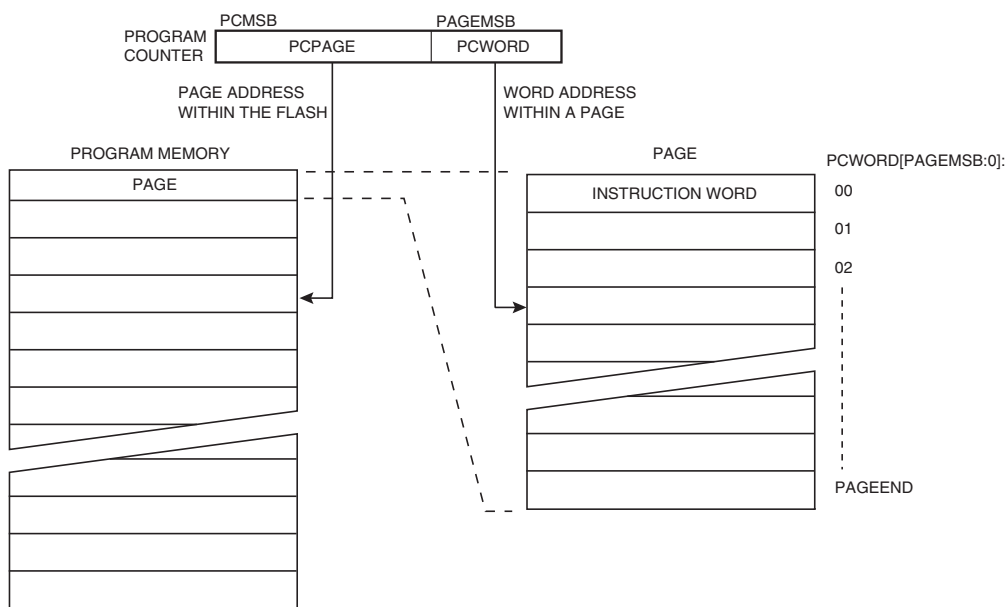 PCMSB
PAGEMSB
PROGRAM
COUNTER
PCPAGE
PCWORD
PAGE ADDRESS
WITHIN THE FLASH
WORD ADDRESS
WITHIN A PAGE
PROGRAM MEMORY
PAGE
PAGE
INSTRUCTION WORD
PCWORD[PAGEMSB:0]:
00
01
02
PAGEEND